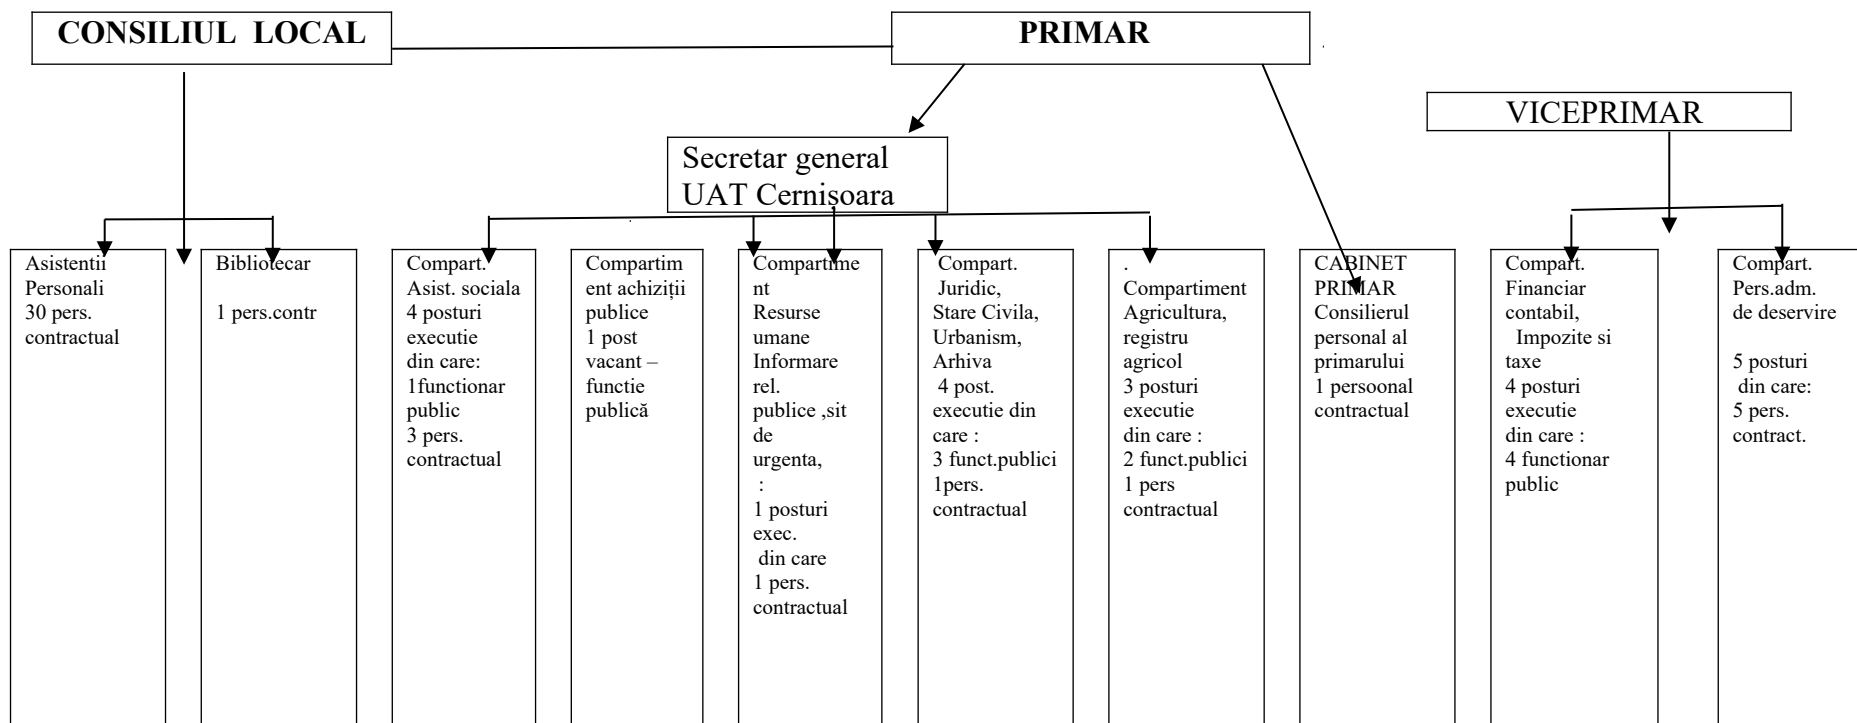 CONSILIUL LOCAL
PRIMAR
VICEPRIMAR
Secretar general
UAT Cernișoara
Asistentii
Personali
30 pers.
contractual
Bibliotecar
1 pers.contr
Compart.
Asist. sociala
4 posturi
executie
din care:
1functionar
public
3 pers.
contractual
Compartim
ent achiziții
publice
1 post
vacant –
functie
publică
Compartime
nt
Resurse
umane
Informare
rel.
publice ,sit
de
urgenta,
:
1 posturi
exec.
din care
1 pers.
contractual
Compart.
Juridic,
Stare Civila,
Urbanism,
Arhiva
4 post.
executie din
care :
3 funct.publici
1pers.
contractual
.
Compartiment
Agricultura,
registru
agricol
3 posturi
executie
din care :
2 funct.publici
1 pers
contractual
CABINET
PRIMAR
Consilierul
personal al
primarului
1 persoonal
contractual
Compart.
Financiar
contabil,
Impozite si
taxe
4 posturi
executie
din care :
4 functionar
public
Compart.
Pers.adm.
de deservire
5 posturi
din care:
5 pers.
contract.